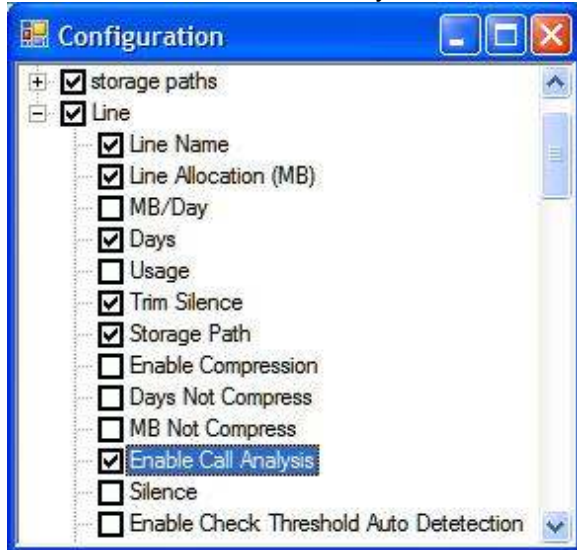 Configuration
storage paths
Line
Line Name
Line Allocation (MB)
MB/Day
Days
Usage
Trim Silence
Storage Path
Enable Compression
Days Not Compress
MB Not Compress
Enable Call Analysis
Silence
Enable Check Threshold Auto Detetection